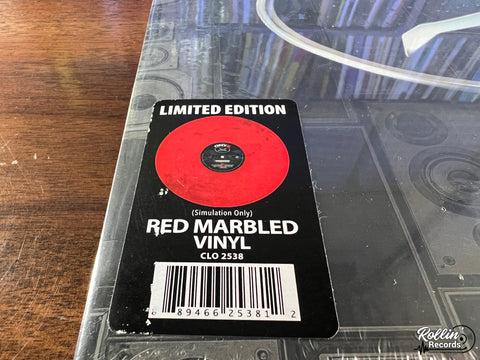 LIMITED EDITION
(Simulation Only)
RED MARBLED
VINYL
CLO 2538
89466 25381 2
Rollin'
Records